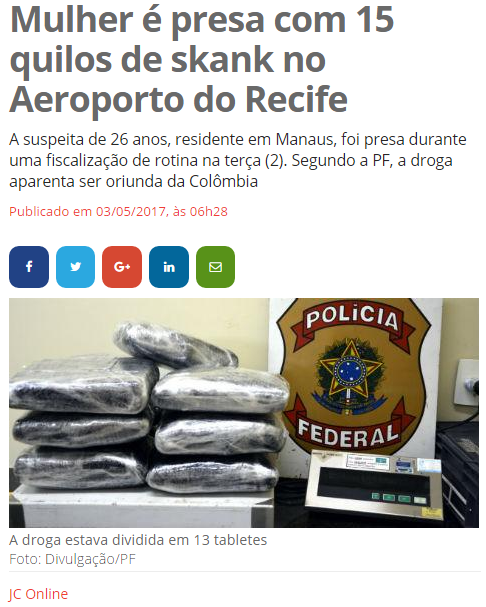 Mulher é presa com 15
quilos de skank no
Aeroporto do Recife
A suspeita de 26 anos, residente em Manaus, foi presa durante
uma fiscalização de rotina na terça (2). Segundo a PF, a droga
aparenta ser oriunda da Colômbia
Publicado em 03/05/2017, às 06h28
f
G+
in
POLÍCIA
FEDERAL
A droga estava dividida em 13 tabletes
Foto: Divulgação/PF
JC Online